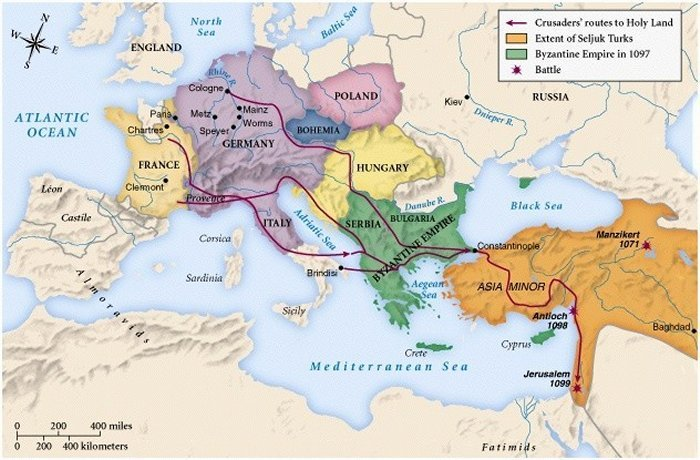 Crusaders' routes to Holy Land
Extent of Seljuk Turks
Byzantine Empire in 1097
Battle
N
W
E
S
North
Sea
Baltic Sea
ENGLAND
Rhine R.
Cologne
POLAND
RUSSIA
Kiev
Dnieper R.
ATLANTIC
OCEAN
Paris
Metz
Mainz
Worms
Speyer
Chartres
GERMANY
BOHEMIA
FRANCE
Clermont
HUNGARY
León
Castile
Provence
ITALY
Adriatic Sea
SERBIA
BULGARIA
Danube R.
Black Sea
BYZANTINE EMPIRE
Constantinople
Manzikert
1071
Corsica
Sardinia
Brindisi
Sicily
Aegean
Sea
ASIA MINOR
Antioch
1098
Baghdad
Almoravids
Crete
Cyprus
Mediterranean Sea
Jerusalem
1099
Fatimids
0 200 400 miles
0 200 400 kilometers